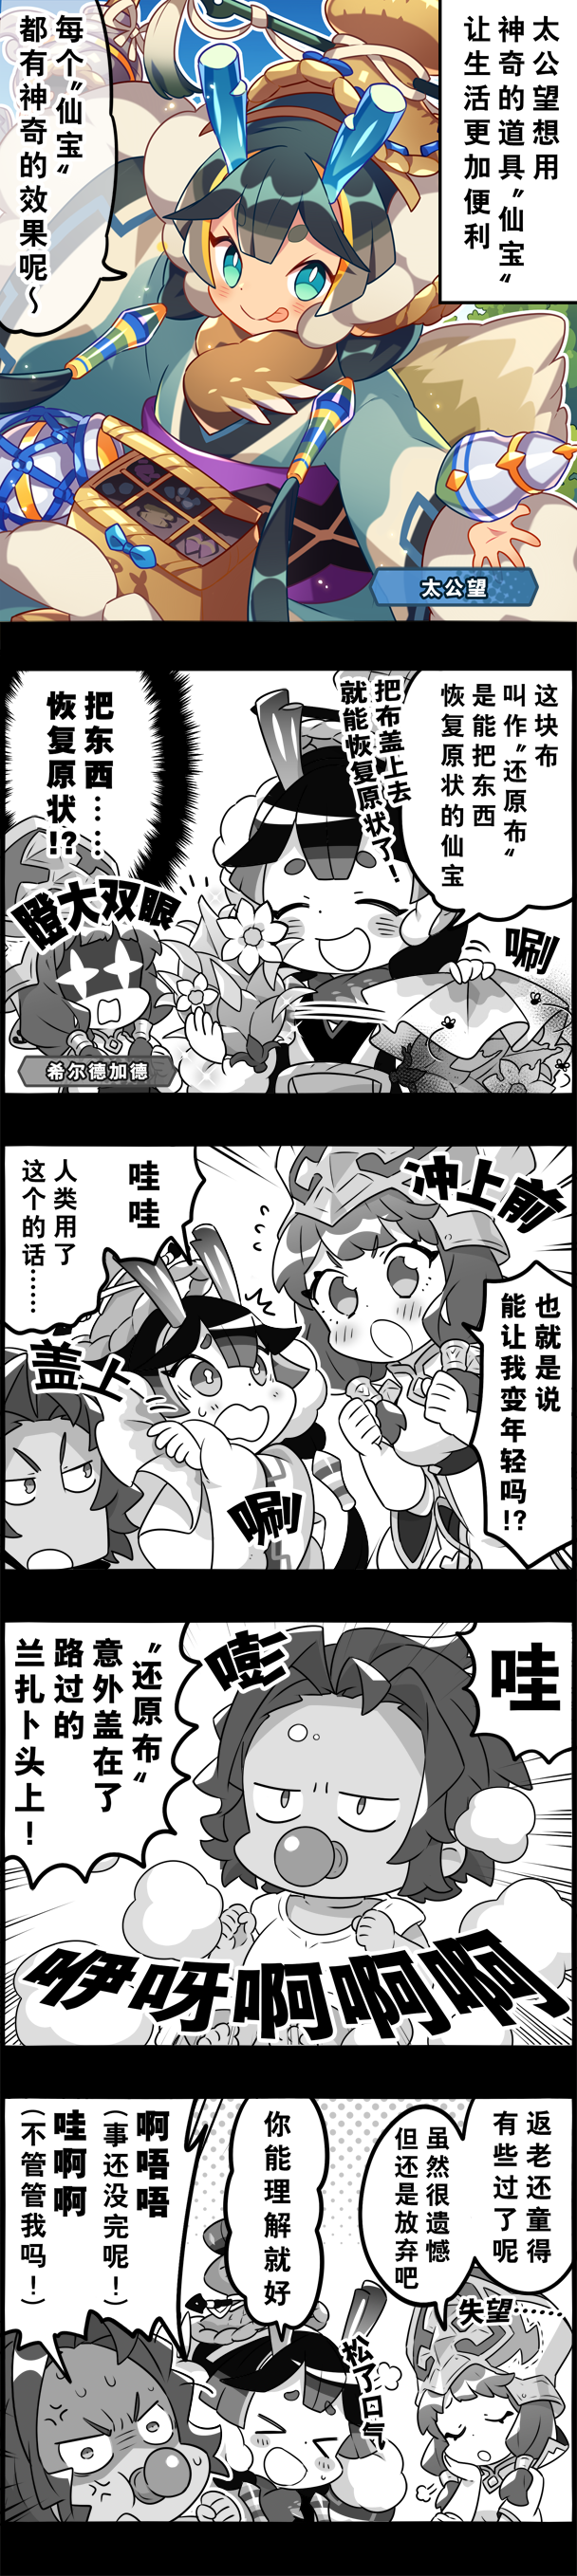 太公望想用
神奇的道具“仙宝”
让生活更加便利
每个“仙宝”
都有神奇的效果呢～
太公望
这块布
叫作“还原布”
是能把东西
恢复原状的仙宝
把布盖上去
就能恢复原状了！
唰
把东西……
恢复原状！？
瞪大双眼
希尔德加德
冲上前
也就是说
能让我变年轻吗！？
哇哇
人类用了
这个的话……
盖上
唰
哇
嘭
“还原布”
意外盖在了
路过的
兰扎卜头上！
咿呀啊啊啊
返老还童得
有些过了呢
虽然很遗憾
但还是放弃吧
失望……
你能理解就好
松了口气
啊唔唔
（事还没完呢！）
哇啊啊
（不管管我吗！）